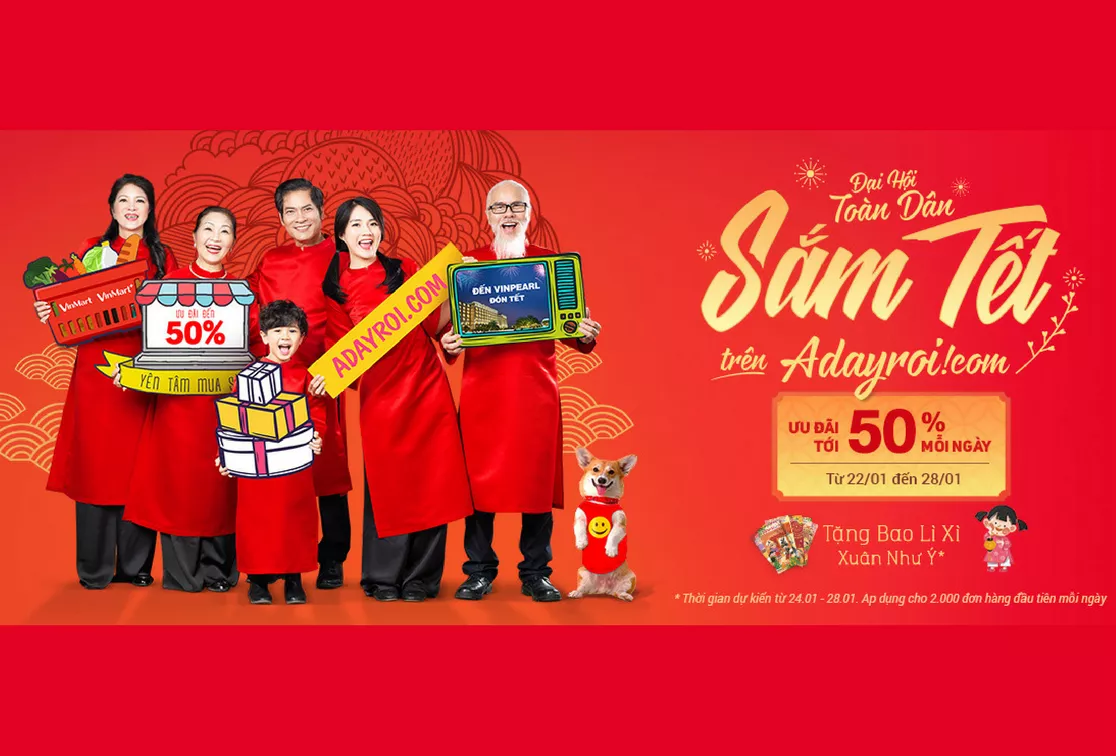 VinMart VinMart+
ƯU ĐÃI ĐẾN
50%
YÊN TÂM MUA
ADAYROI.COM
ĐẾN VINPEARL
ĐÓN TẾT
Đại Hội
Toàn Dân
Sắm Tết
trên Adayroi!com
ƯU ĐÃI
TỚI
50%
MỖI NGÀY
Từ 22/01 đến 28/01
Tặng Bao Lì Xì
Xuân Như Ý*
* Thời gian dự kiến từ 24.01 - 28.01. Áp dụng cho 2.000 đơn hàng đầu tiên mỗi ngày